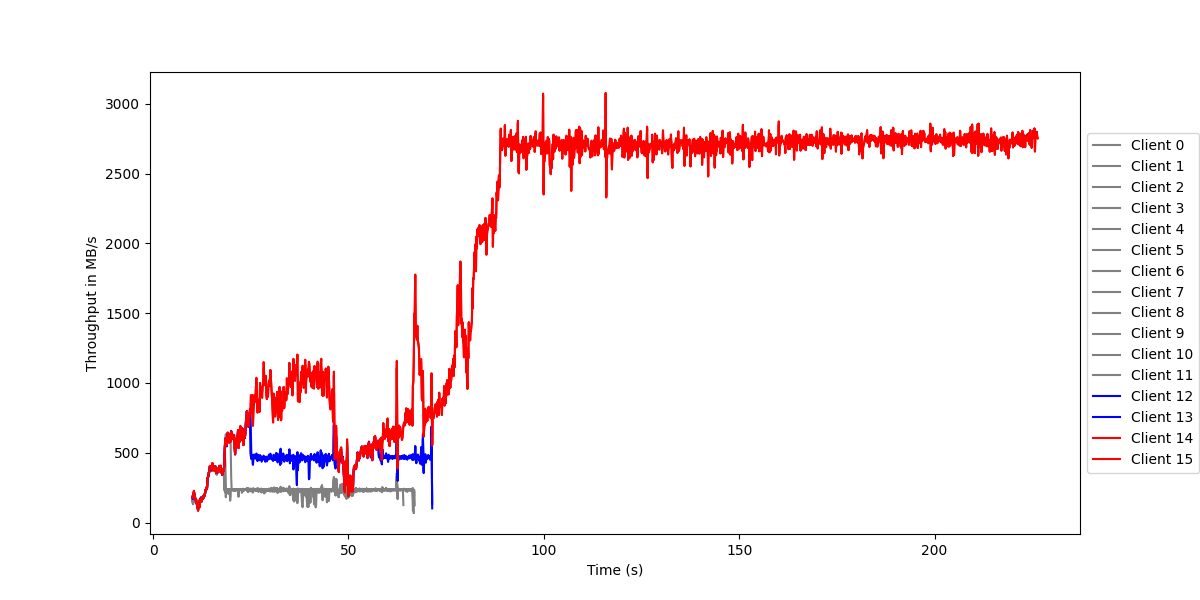 3000
2500
2000
1500
1000
500
0
Throughput in MB/s
0 50 100 150 200
Time (s)
Client 0
Client 1
Client 2
Client 3
Client 4
Client 5
Client 6
Client 7
Client 8
Client 9
Client 10
Client 11
Client 12
Client 13
Client 14
Client 15